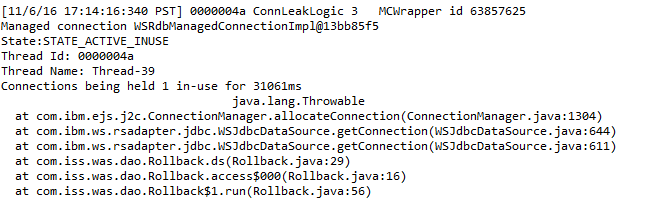 [11/6/16 17:14:16:340 PST] 0000004a ConnLeakLogic 3 MCWrapper id 63857625
Managed connection WSRdbManagedConnectionImpl@13bb85f5
State:STATE_ACTIVE_INUSE
Thread Id: 0000004a
Thread Name: Thread-39
Connections being held 1 in-use for 31061ms
java.lang.Throwable
at com.ibm.ejs.j2c.ConnectionManager.allocateConnection(ConnectionManager.java:1304)
at com.ibm.ws.rsadapter.jdbc.WSJdbcDataSource.getConnection(WSJdbcDataSource.java:644)
at com.ibm.ws.rsadapter.jdbc.WSJdbcDataSource.getConnection(WSJdbcDataSource.java:611)
at com.iss.was.dao.Rollback.ds(Rollback.java:29)
at com.iss.was.dao.Rollback.access$000(Rollback.java:16)
at com.iss.was.dao.Rollback$1.run(Rollback.java:56)